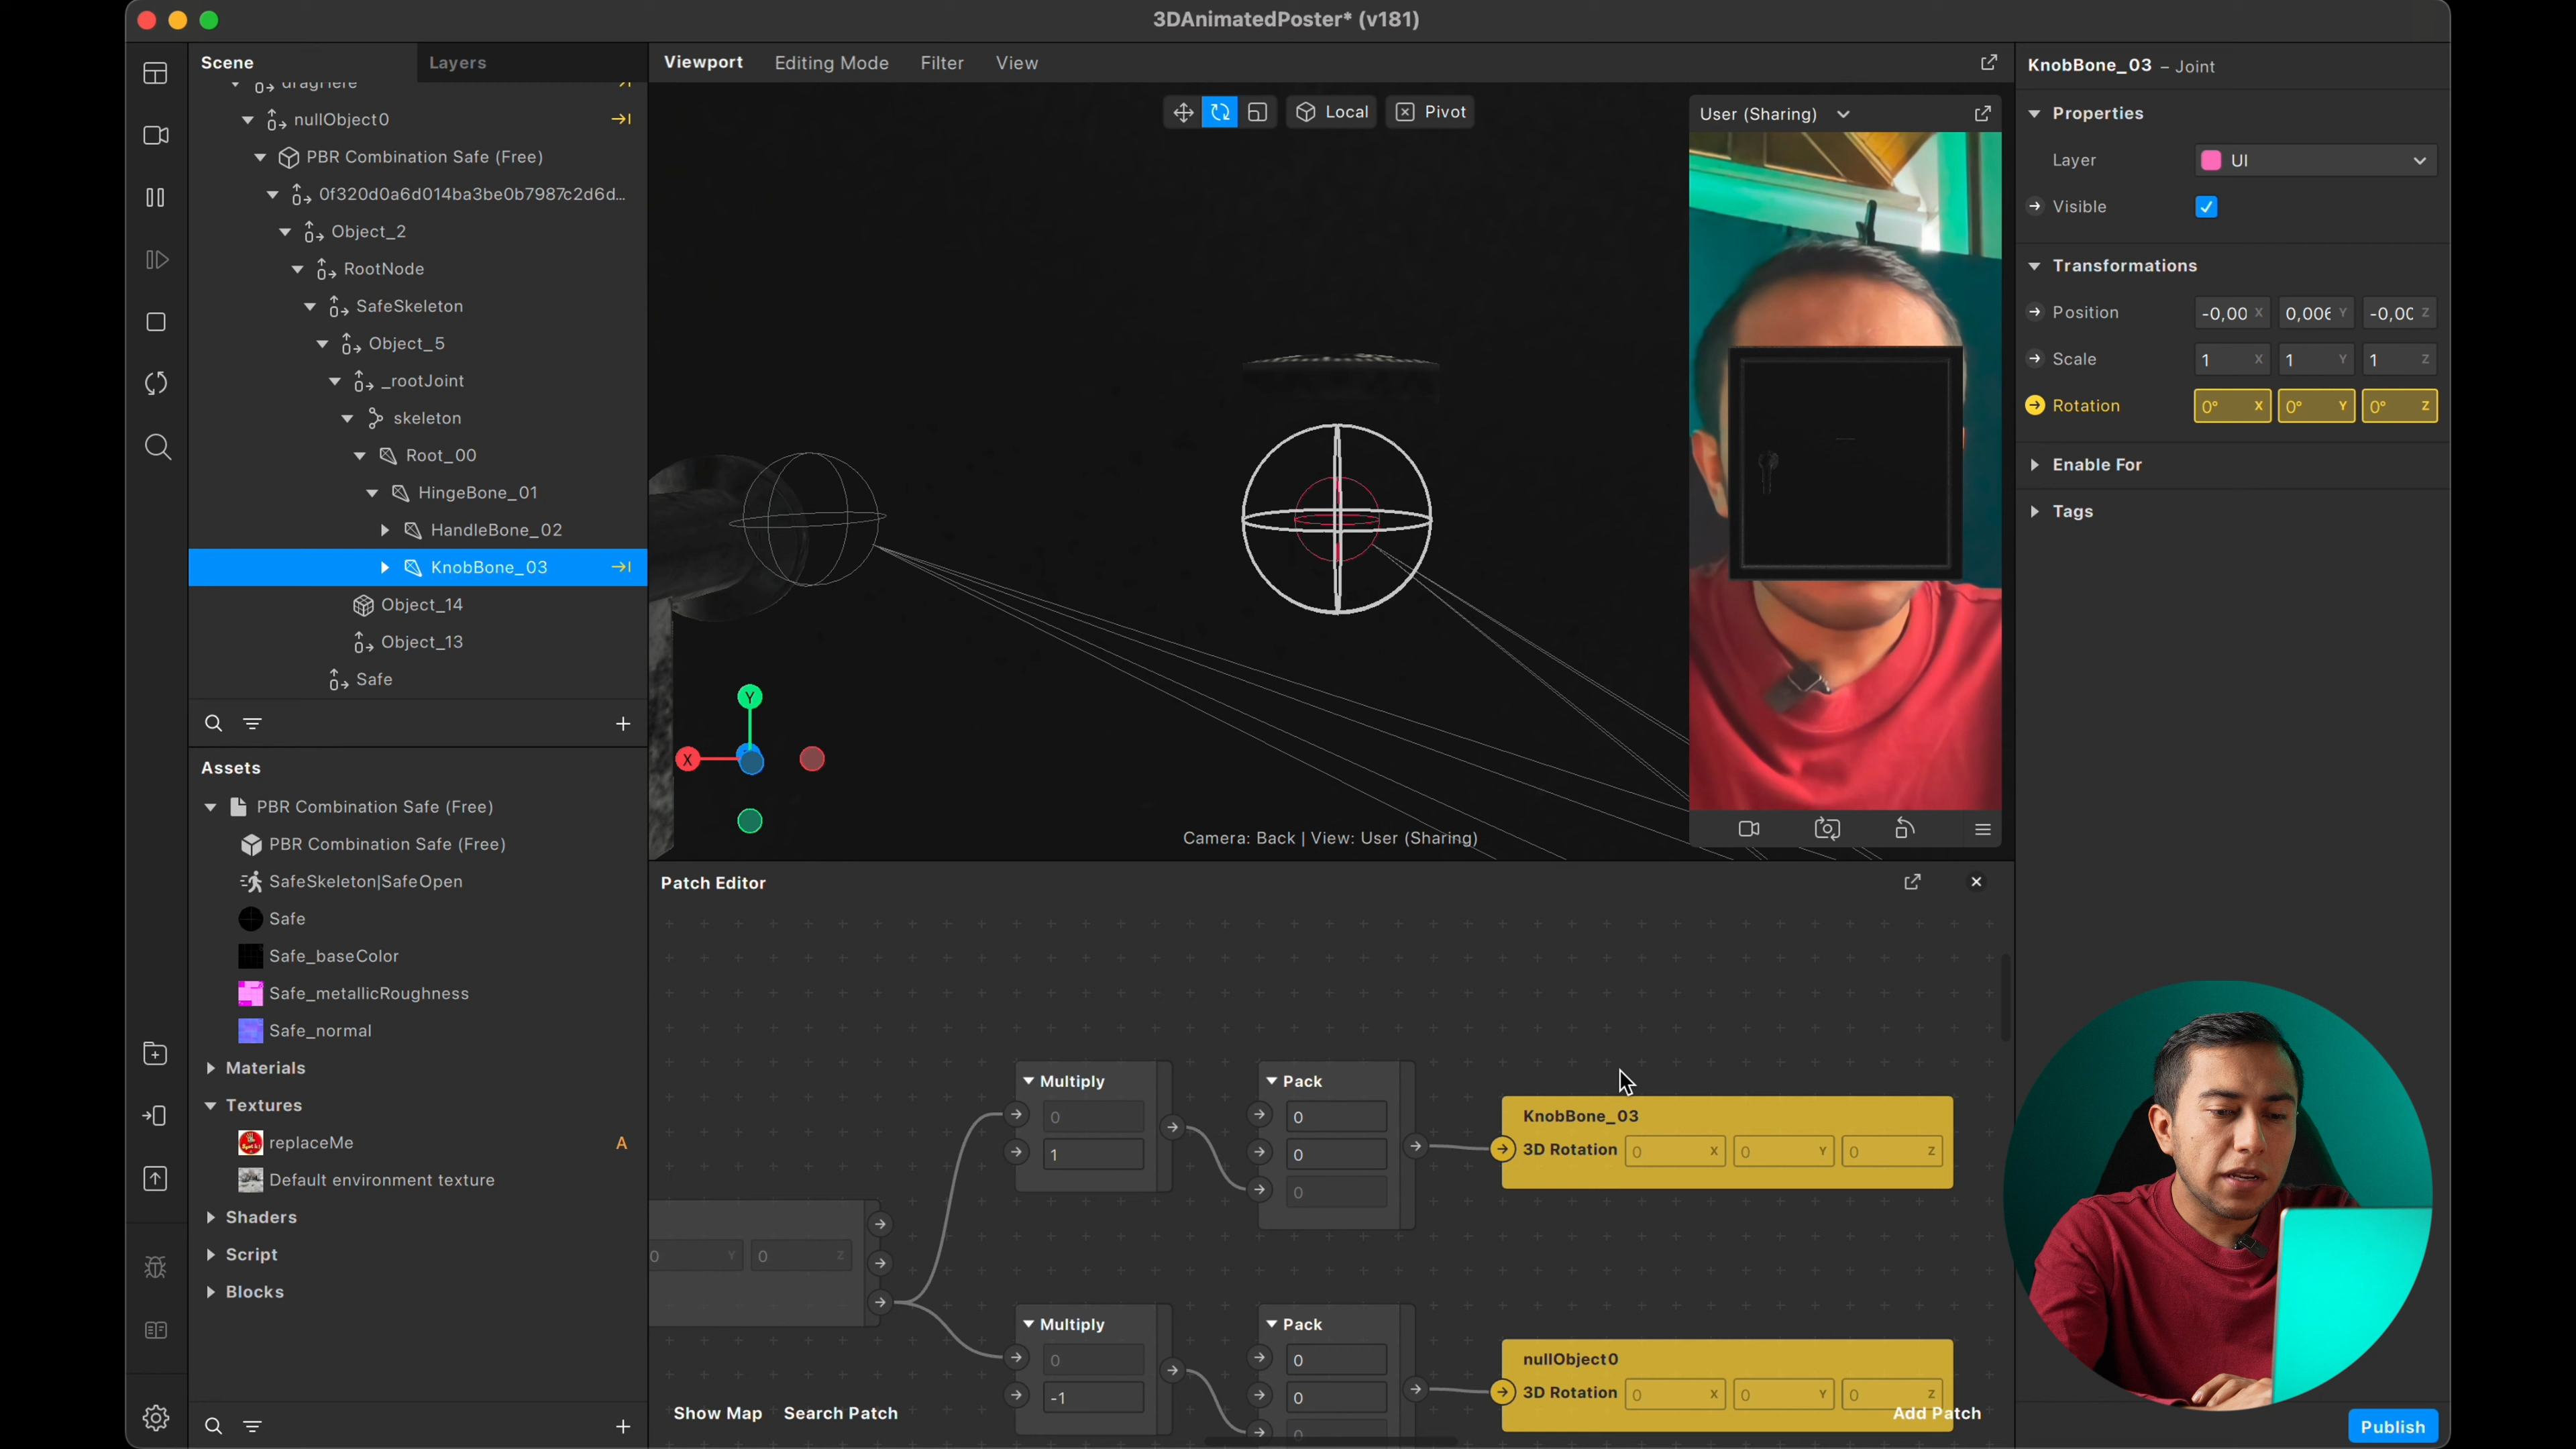 3DAnimatedPoster* (v181)
Scene
Layers
dragHere
nullObject0
PBR Combination Safe (Free)
0f320d0a6d014ba3be0b7987c2d6d...
Object_2
RootNode
SafeSkeleton
Object_5
_rootJoint
skeleton
Root_00
HingeBone_01
HandleBone_02
KnobBone_03
Object_14
Object_13
Safe
Assets
PBR Combination Safe (Free)
PBR Combination Safe (Free)
SafeSkeleton|SafeOpen
Safe
Safe_baseColor
Safe_metallicRoughness
Safe_normal
Materials
Textures
replaceMe A
Default environment texture
Shaders
Script
Blocks
Viewport Editing Mode Filter View
Local Pivot
User (Sharing)
Y
X
Camera: Back | View: User (Sharing)
Patch Editor
0 Y 0 Z
Multiply
0
1
Pack
0
0
0
KnobBone_03
3D Rotation 0 X 0 Y 0 Z
Multiply
0
-1
Pack
0
0
0
nullObject0
3D Rotation 0 X 0 Y 0 Z
Show Map Search Patch
Add Patch
KnobBone_03 – Joint
Properties
Layer UI
Visible
Transformations
Position -0,00 X 0,006 Y -0,00 Z
Scale 1 X 1 Y 1 Z
Rotation 0° X 0° Y 0° Z
Enable For
Tags
Publish